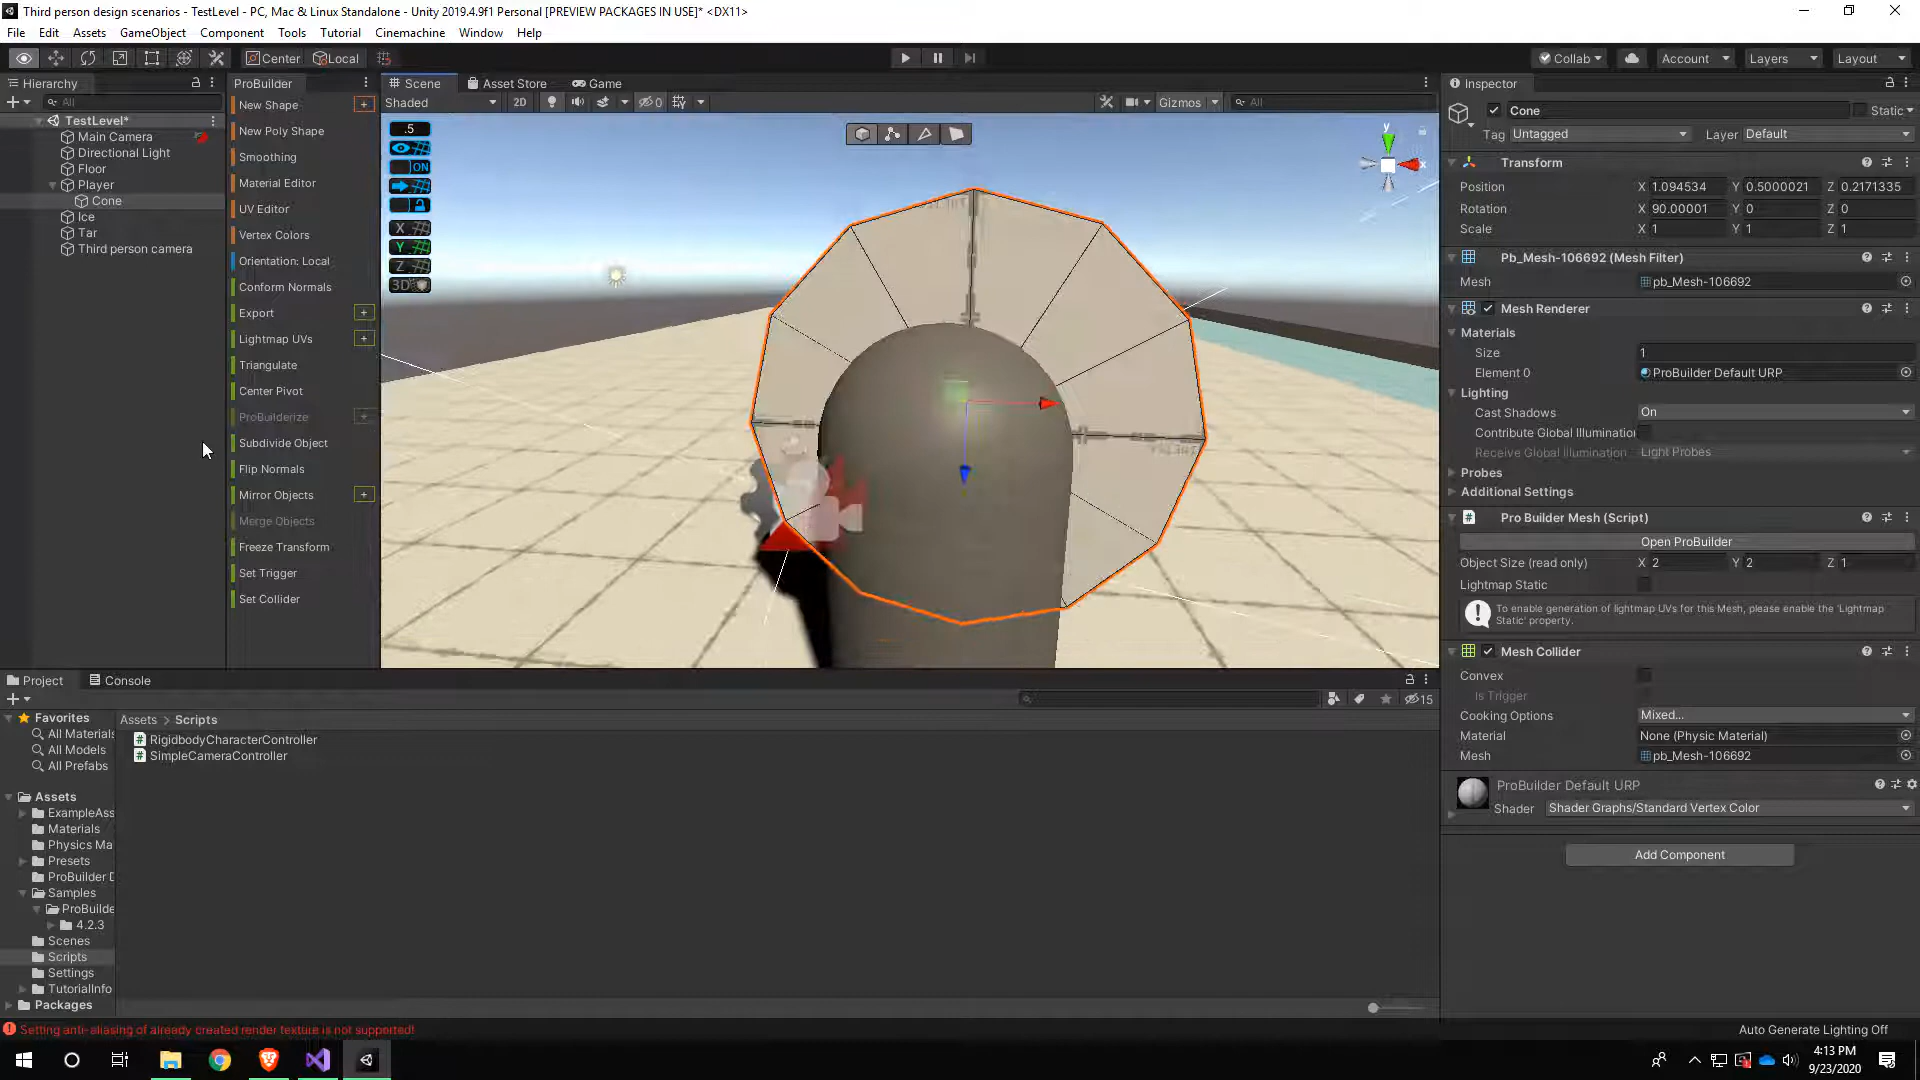 Third person design scenarios - TestLevel - PC, Mac & Linux Standalone - Unity 2019.4.9f1 Personal [PREVIEW PACKAGES IN USE]* <DX11>
File Edit Assets GameObject Component Tools Tutorial Cinemachine Window Help
Center Local Collab Account Layers Layout
Hierarchy
All
TestLevel*
Main Camera
Directional Light
Floor
Player
Cone
Ice
Tar
Third person camera
ProBuilder
New Shape
New Poly Shape
Smoothing
Material Editor
UV Editor
Vertex Colors
Orientation: Local
Conform Normals
Export
Lightmap UVs
Triangulate
Center Pivot
ProBuilderize
Subdivide Object
Flip Normals
Mirror Objects
Merge Objects
Freeze Transform
Set Trigger
Set Collider
Scene Asset Store Game
Shaded 2D 0 Gizmos All
.5
ON
X
Y
Z
3D
y
x
Inspector
Cone Static
Tag Untagged Layer Default
Transform
Position X 1.094534 Y 0.5000021 Z 0.2171335
Rotation X 90.00001 Y 0 Z 0
Scale X 1 Y 1 Z 1
Pb_Mesh-106692 (Mesh Filter)
Mesh pb_Mesh-106692
Mesh Renderer
Materials
Size 1
Element 0 ProBuilder Default URP
Lighting
Cast Shadows On
Contribute Global Illumination
Receive Global Illumination Light Probes
Probes
Additional Settings
Pro Builder Mesh (Script)
Open ProBuilder
Object Size (read only) X 2 Y 2 Z 1
Lightmap Static
To enable generation of lightmap UVs for this Mesh, please enable the 'Lightmap
Static' property.
Mesh Collider
Convex
Is Trigger
Cooking Options Mixed...
Material None (Physic Material)
Mesh pb_Mesh-106692
ProBuilder Default URP
Shader Shader Graphs/Standard Vertex Color
Add Component
Project Console
15
Favorites
All Materials
All Models
All Prefabs
Assets
ExampleAss
Materials
Physics Ma
Presets
ProBuilder D
Samples
ProBuilde
4.2.3
Scenes
Scripts
Settings
TutorialInfo
Packages
Assets > Scripts
RigidbodyCharacterController
SimpleCameraController
Setting anti-aliasing of already created render texture is not supported!
Auto Generate Lighting Off
4:13 PM
9/23/2020